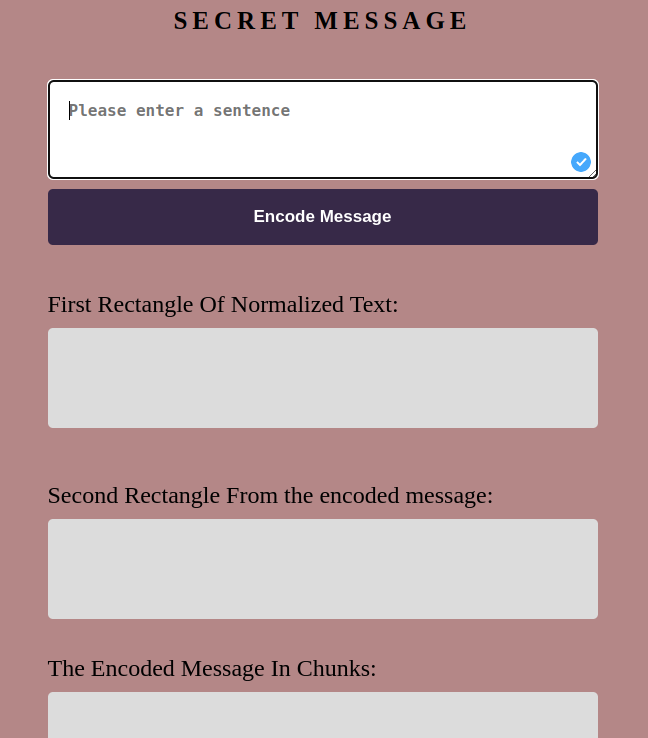 SECRET MESSAGE
Please enter a sentence
Encode Message
First Rectangle Of Normalized Text:
Second Rectangle From the encoded message:
The Encoded Message In Chunks: